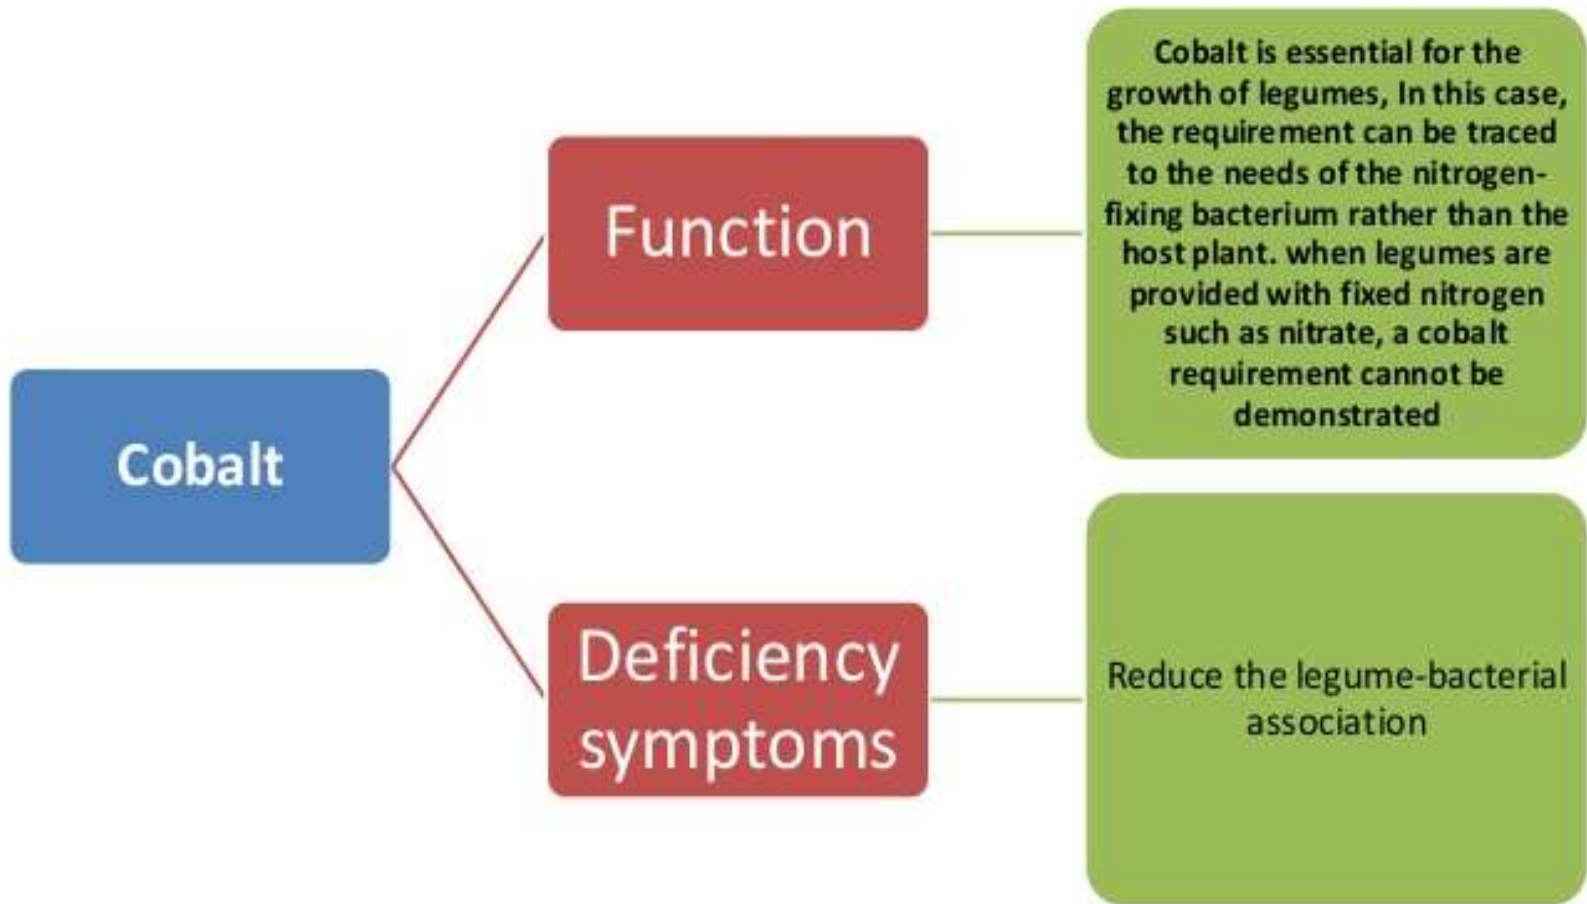 Cobalt
Function
Cobalt is essential for the
growth of legumes, In this case,
the requirement can be traced
to the needs of the nitrogen-
fixing bacterium rather than the
host plant. when legumes are
provided with fixed nitrogen
such as nitrate, a cobalt
requirement cannot be
demonstrated
Deficiency
symptoms
Reduce the legume-bacterial
association